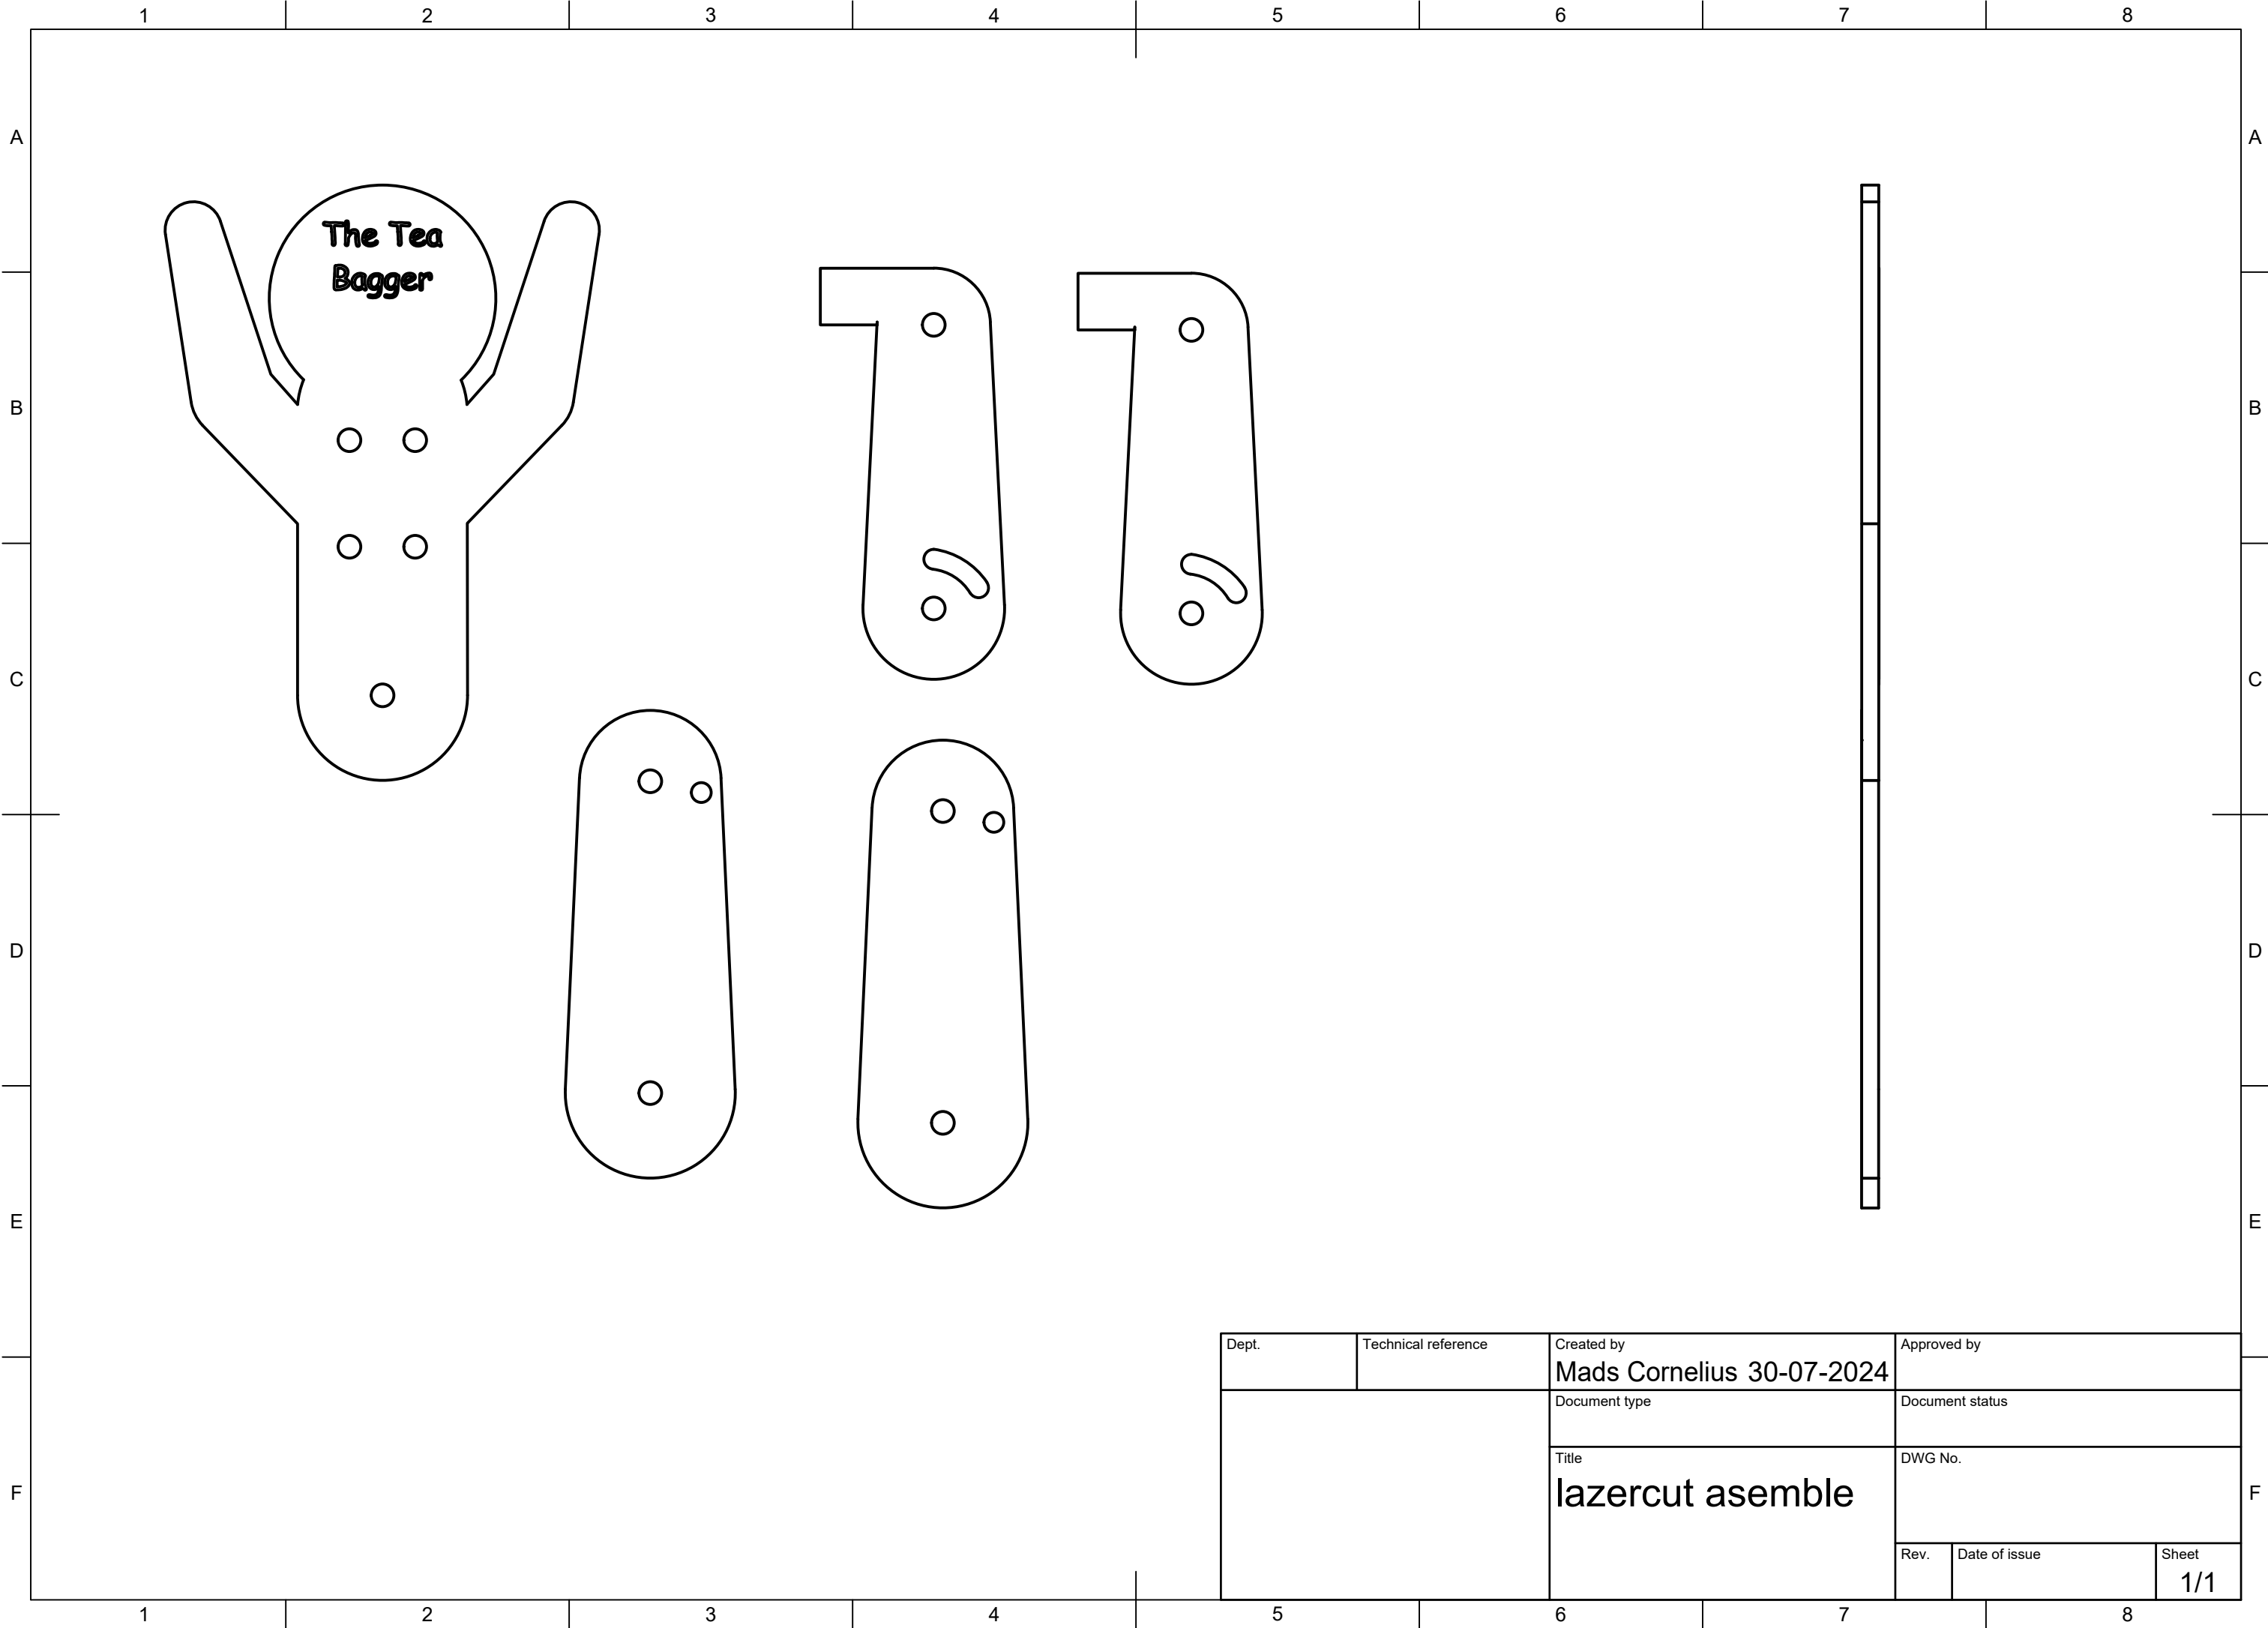 1 2 3 4 5 6 7 8
A A
The Tea
Bagger
B B
C C
D D
E E
Dept. Technical reference Created by Approved by
Mads Cornelius 30-07-2024
Document type Document status
Title DWG No.
lazercut asemble
F F
Rev. Date of issue Sheet
1/1
1 2 3 4 5 6 7 8